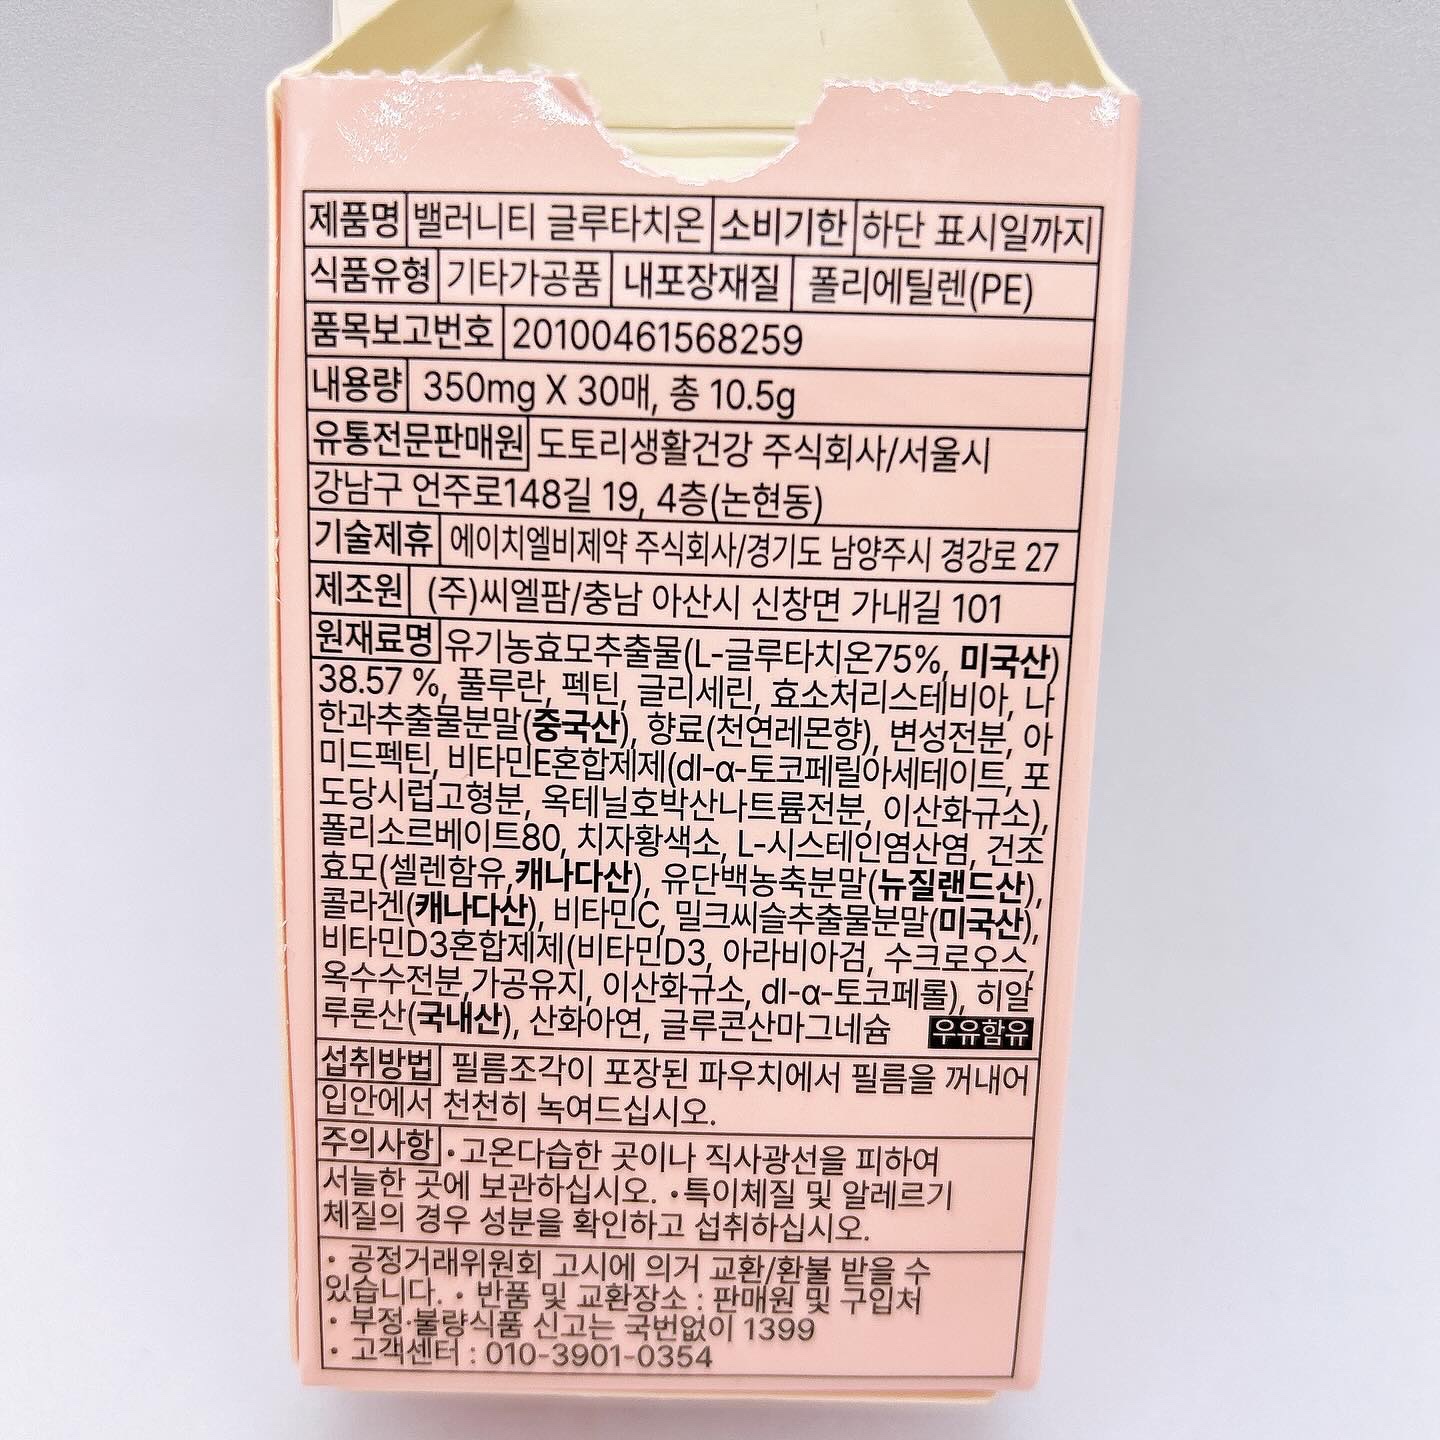 제품명 밸러니티 글루타치온 소비기한 하단 표시일까지
식품유형 기타가공품 내포장재질 폴리에틸렌(PE)
품목보고번호 20100461568259
내용량 350mg X 30매, 총 10.5g
유통전문판매원 도토리생활건강 주식회사/서울시
강남구 언주로148길 19, 4층(논현동)
기술제휴 에이치엘비제약 주식회사/경기도 남양주시 경강로 27
제조원 (주)씨엘팜/충남 아산시 신창면 가내길 101
원재료명 유기농효모추출물(L-글루타치온75%, 미국산)
38.57 %, 풀루란, 펙틴, 글리세린, 효소처리스테비아, 나
한과추출물분말(중국산), 향료(천연레몬향), 변성전분, 아
미드펙틴, 비타민E혼합제제(dl-α-토코페릴아세테이트, 포
도당시럽고형분, 옥테닐호박산나트륨전분, 이산화규소),
폴리소르베이트80, 치자황색소, L-시스테인염산염, 건조
효모(셀렌함유,캐나다산), 유단백농축분말(뉴질랜드산),
콜라겐(캐나다산), 비타민C, 밀크씨슬추출물분말(미국산),
비타민D3혼합제제(비타민D3, 아라비아검, 수크로오스,
옥수수전분,가공유지, 이산화규소, dl-α-토코페롤), 히알
루론산(국내산), 산화아연, 글루콘산마그네슘 우유함유
섭취방법 필름조각이 포장된 파우치에서 필름을 꺼내어
입안에서 천천히 녹여드십시오.
주의사항 •고온다습한 곳이나 직사광선을 피하여
서늘한 곳에 보관하십시오. •특이체질 및 알레르기
체질의 경우 성분을 확인하고 섭취하십시오.
• 공정거래위원회 고시에 의거 교환/환불 받을 수
있습니다. • 반품 및 교환장소 : 판매원 및 구입처
• 부정·불량식품 신고는 국번없이 1399
• 고객센터 : 010-3901-0354